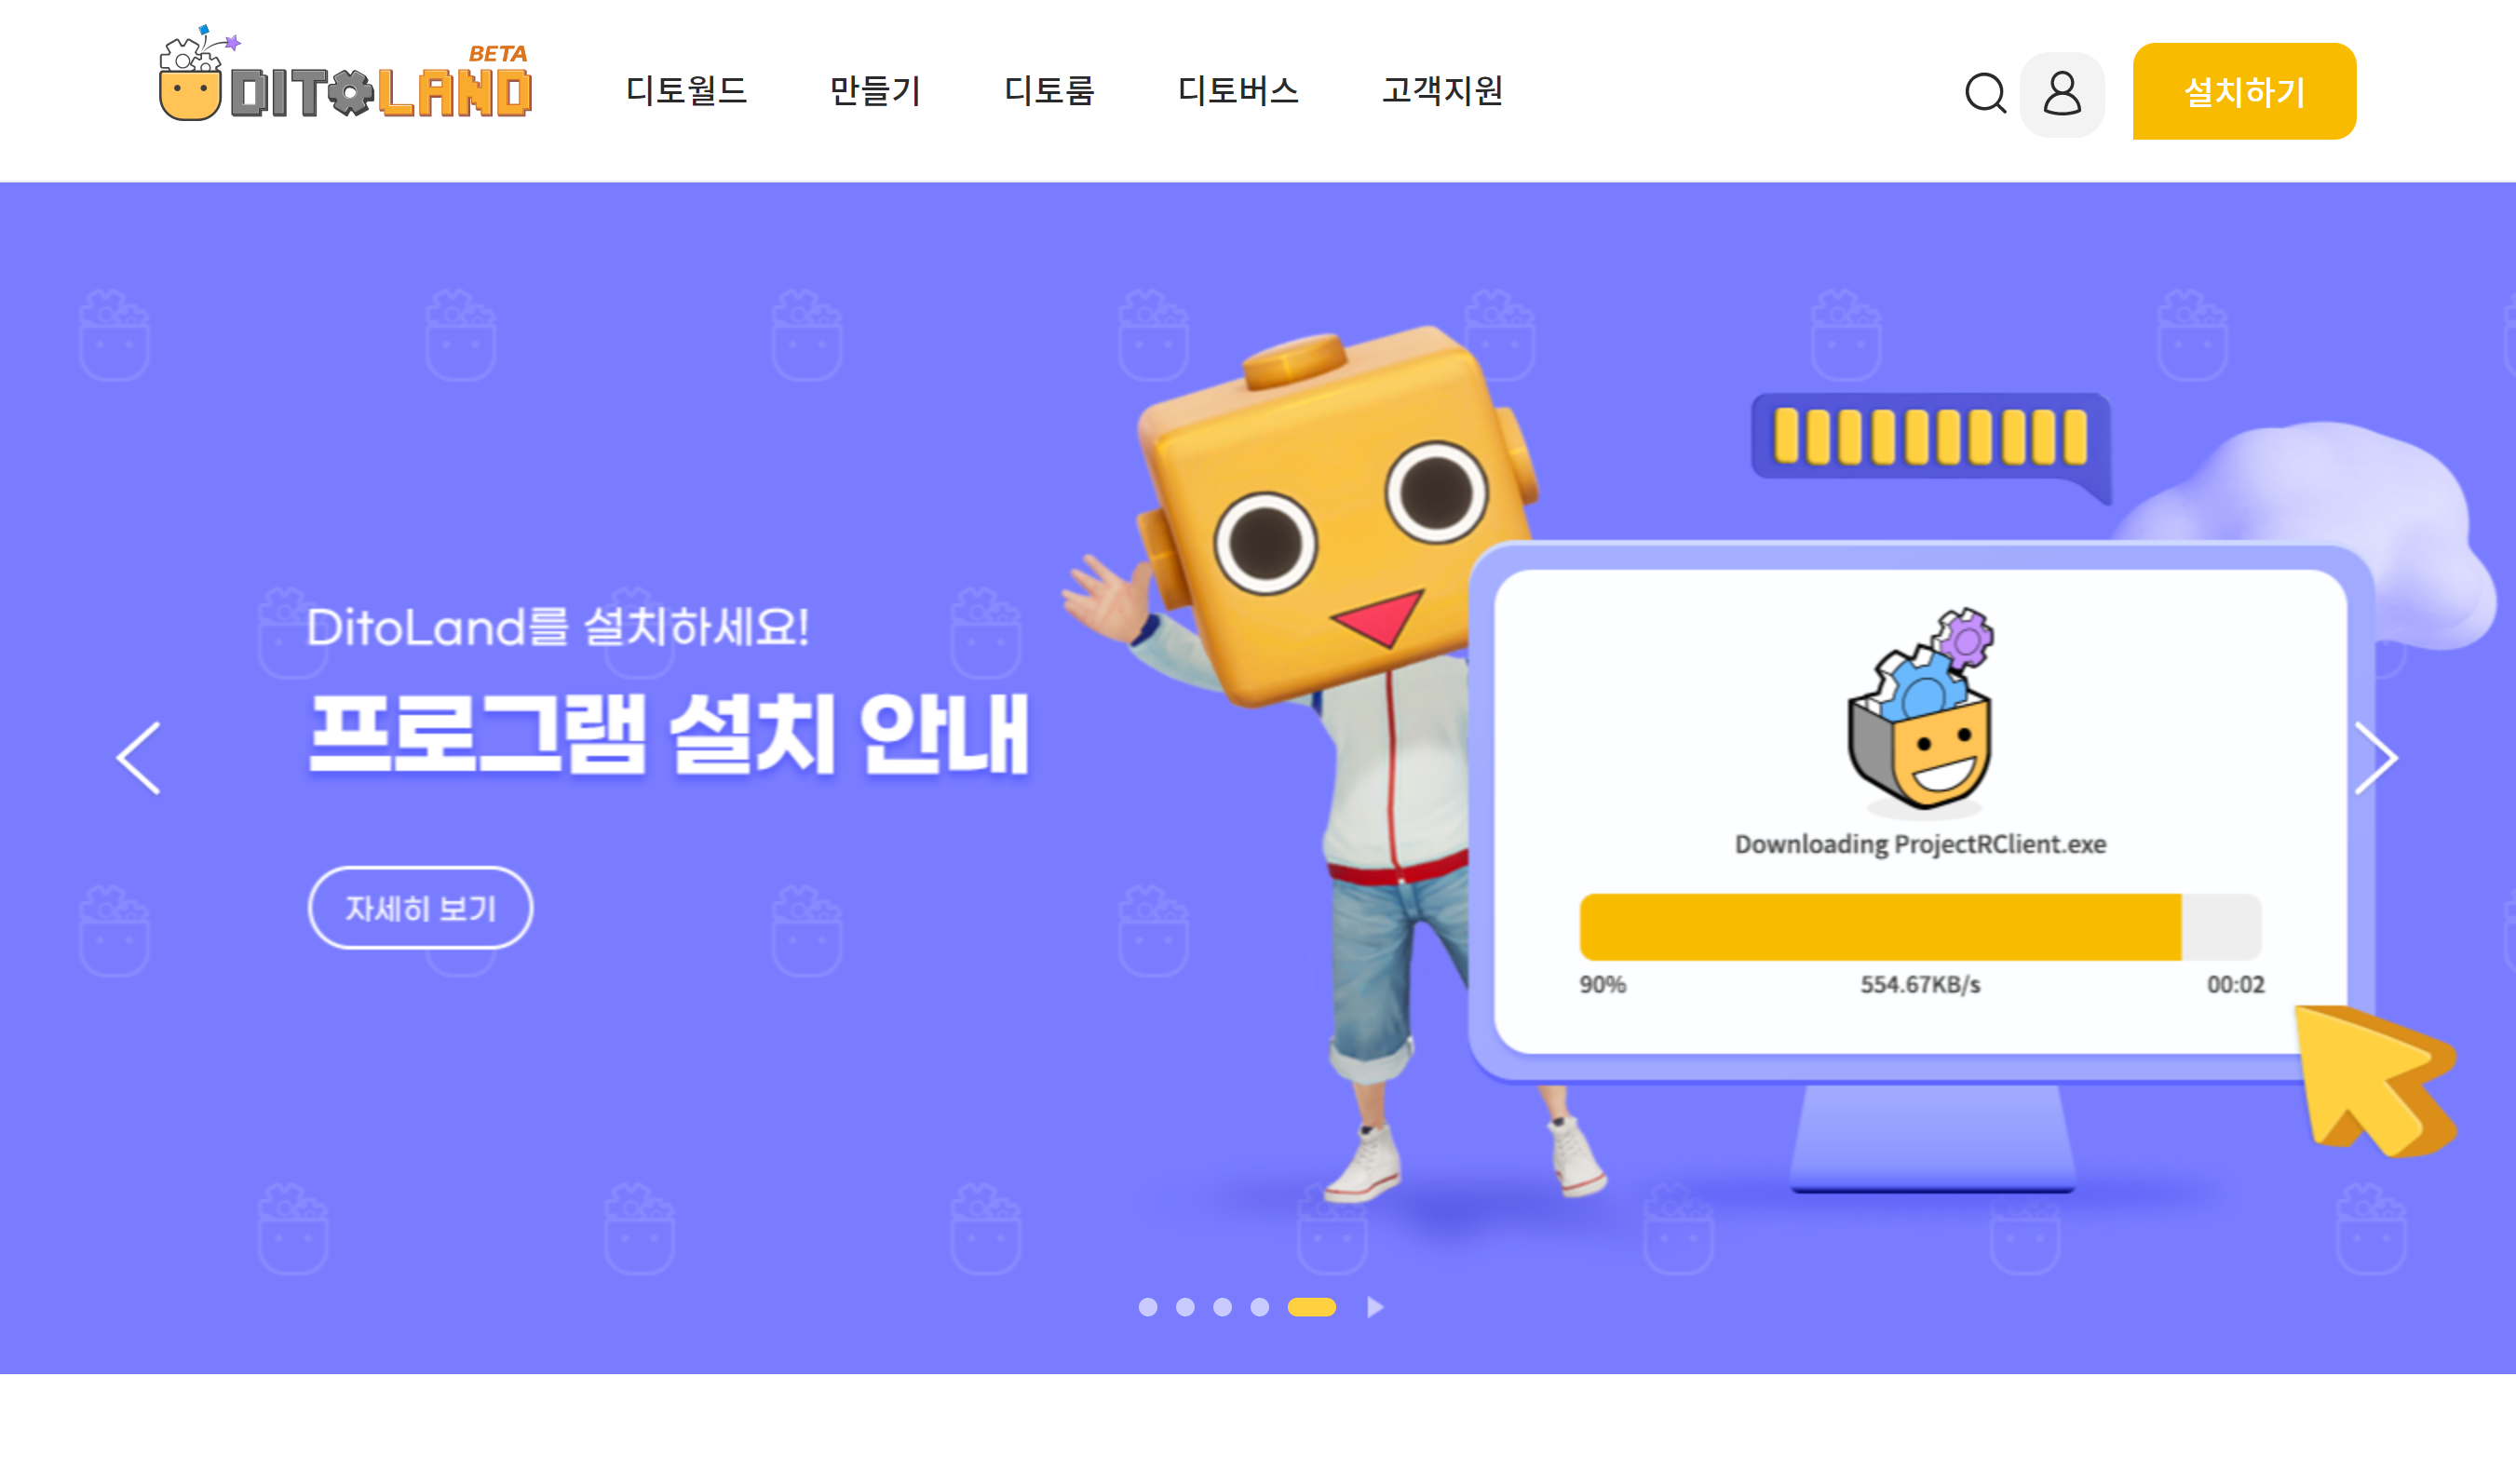 BETA
DITOLAND
디토월드
만들기
디토룸
디토버스
고객지원
설치하기
DitoLand를 설치하세요!
프로그램 설치 안내
자세히 보기
Downloading ProjectRClient.exe
90%
554.67KB/s
00:02